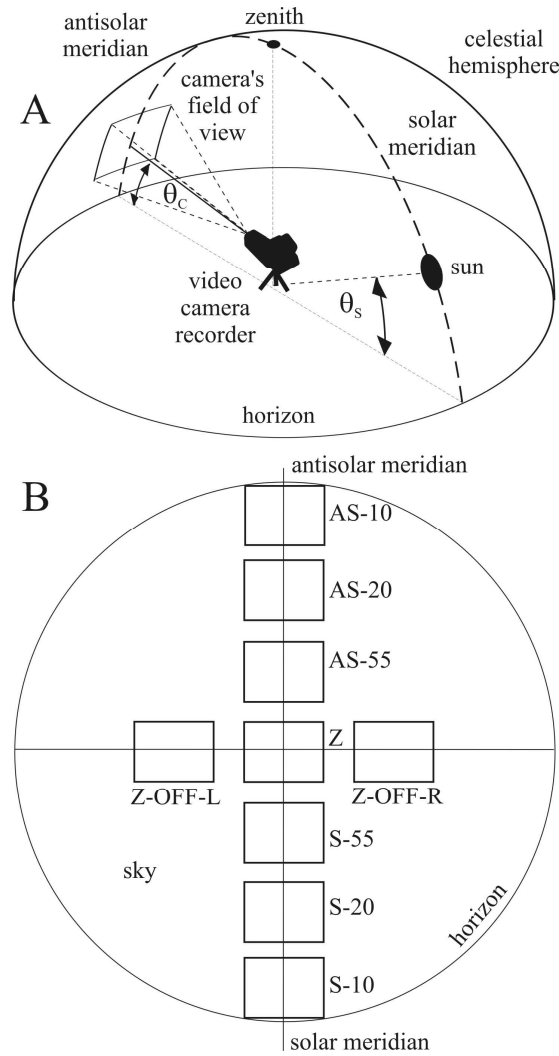 antisolar
meridian
zenith
celestial
hemisphere
A
camera's
field of
view
solar
meridian
θC
video
camera
recorder
sun
θS
horizon
B
antisolar meridian
AS-10
AS-20
AS-55
Z
Z-OFF-L
Z-OFF-R
S-55
sky
S-20
horizon
S-10
solar meridian